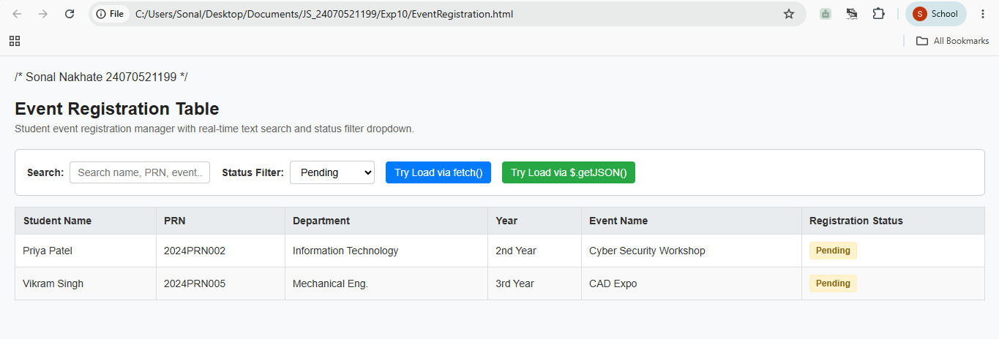 File C:/Users/Sonal/Desktop/Documents/JS_24070521199/Exp10/EventRegistration.html S School
All Bookmarks
/* Sonal Nakhate 24070521199 */
Event Registration Table
Student event registration manager with real-time text search and status filter dropdown.
Search: Search name, PRN, event.. Status Filter: Pending Try Load via fetch() Try Load via $.getJSON()
Student Name PRN Department Year Event Name Registration Status
Priya Patel 2024PRN002 Information Technology 2nd Year Cyber Security Workshop Pending
Vikram Singh 2024PRN005 Mechanical Eng. 3rd Year CAD Expo Pending